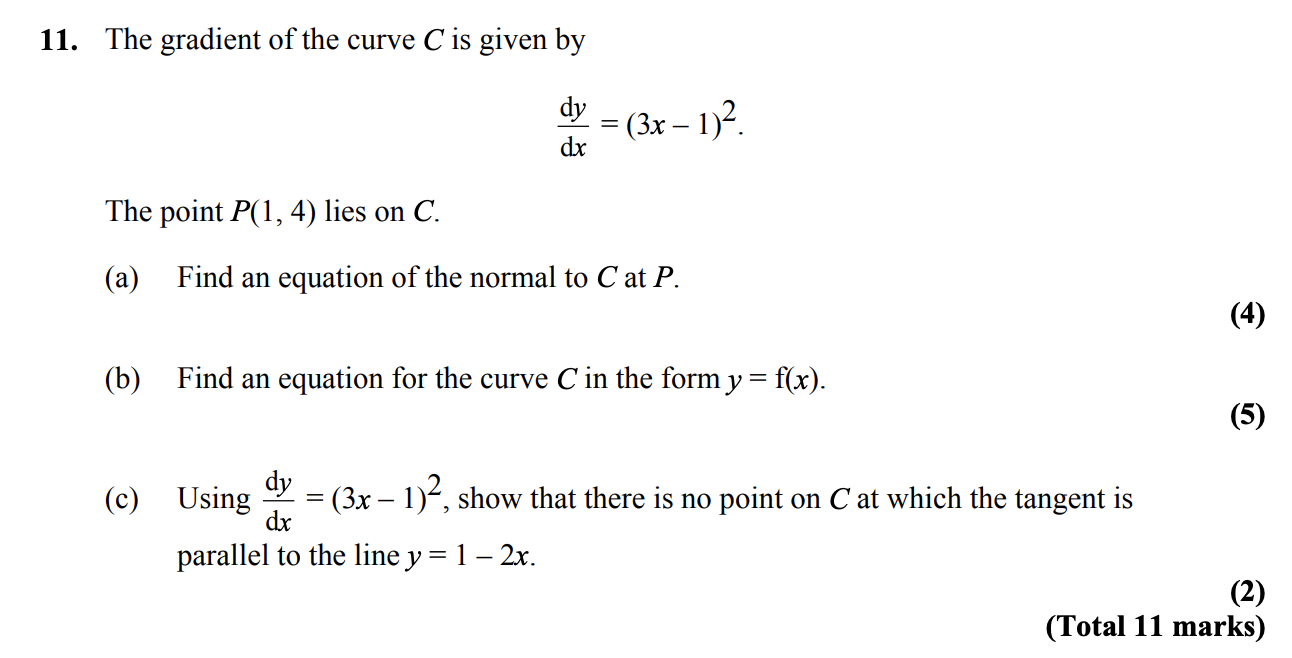 11. The gradient of the curve C is given by
dy/dx = (3x – 1)².
The point P(1, 4) lies on C.
(a) Find an equation of the normal to C at P.
(4)
(b) Find an equation for the curve C in the form y = f(x).
(5)
(c) Using dy/dx = (3x – 1)², show that there is no point on C at which the tangent is
parallel to the line y = 1 – 2x.
(2)
(Total 11 marks)